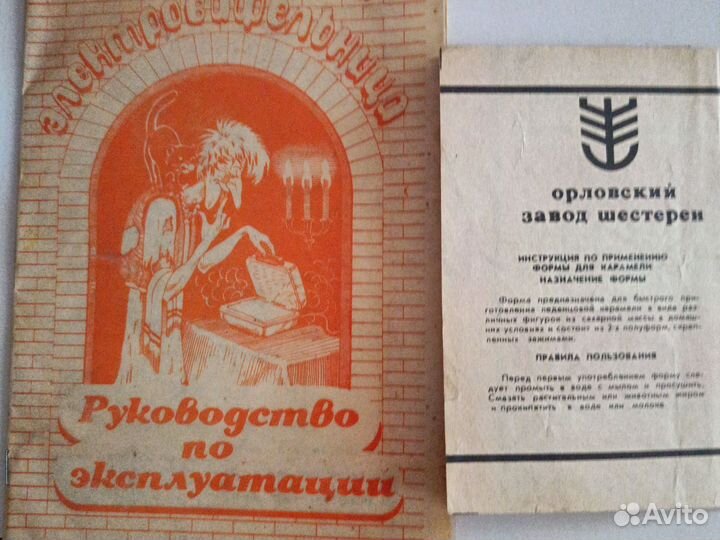 электровафельница
Руководство
по
эксплуатации
орловский
завод шестерен
ИНСТРУКЦИЯ ПО ПРИМЕНЕНИЮ
ФОРМЫ ДЛЯ КАРАМЕЛИ
НАЗНАЧЕНИЕ ФОРМЫ
Форма предназначена для быстрого при-
готовления леденцовой карамели в виде раз-
личных фигурок из сахарной массы в домаш-
них условиях и состоит из 2-х полуформ, скреп-
ленных зажимами.
ПРАВИЛА ПОЛЬЗОВАНИЯ
Перед первым употреблением форму сле-
дует промыть в воде с мылом и просушить.
Смазать растительным или животным жиром
и прокипятить в воде или молоке.
Avito